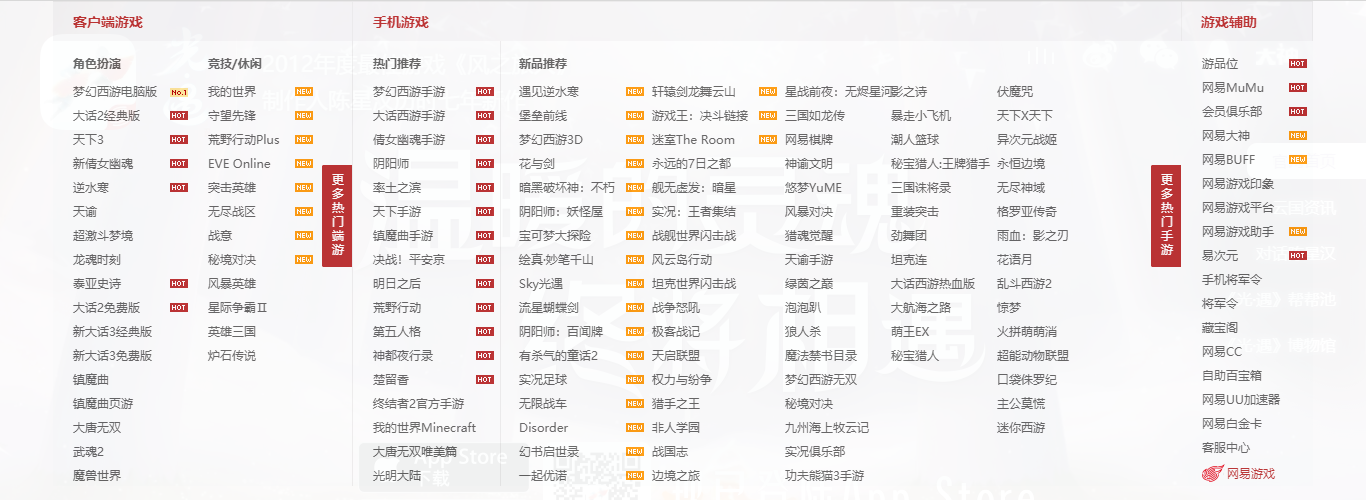 客户端游戏
角色扮演
梦幻西游电脑版 No.1
大话2经典版 HOT
天下3 HOT
新倩女幽魂 HOT
逆水寒 HOT
天谕
超激斗梦境
龙魂时刻
泰亚史诗 HOT
大话2免费版 HOT
新大话3经典版
新大话3免费版
镇魔曲
镇魔曲页游
大唐无双
武魂2
魔兽世界
竞技/休闲
我的世界 NEW
守望先锋 NEW
荒野行动Plus NEW
EVE Online NEW
突击英雄 NEW
无尽战区 NEW
战意 NEW
秘境对决 NEW
风暴英雄
星际争霸Ⅱ
英雄三国
炉石传说
更多热门端游
手机游戏
热门推荐
梦幻西游手游 HOT
大话西游手游 HOT
倩女幽魂手游 HOT
阴阳师 HOT
率土之滨 HOT
天下手游 HOT
镇魔曲手游 HOT
决战！平安京 HOT
明日之后 HOT
荒野行动 HOT
第五人格 HOT
神都夜行录 HOT
楚留香 HOT
终结者2官方手游
我的世界Minecraft
大唐无双唯美篇
光明大陆
新品推荐
遇见逆水寒 NEW
堡垒前线 NEW
梦幻西游3D NEW
花与剑 NEW
暗黑破坏神：不朽 NEW
阴阳师：妖怪屋 NEW
宝可梦大探险 NEW
绘真·妙笔千山 NEW
Sky光遇 NEW
流星蝴蝶剑 NEW
阴阳师：百闻牌 NEW
有杀气的童话2 NEW
实况足球 NEW
无限战车 NEW
Disorder NEW
幻书启世录 NEW
一起优诺 NEW
轩辕剑龙舞云山 NEW
游戏王：决斗链接 NEW
迷室The Room NEW
永远的7日之都
舰无虚发：暗星
实况：王者集结
战舰世界闪击战
风云岛行动
坦克世界闪击战
战争怒吼
极客战记
天启联盟
权力与纷争
猎手之王
非人学园
战国志
边境之旅
星战前夜：无烬星河
三国如龙传
网易棋牌
神谕文明
悠梦YuME
风暴对决
猎魂觉醒
天谕手游
绿茵之巅
泡泡趴
狼人杀
魔法禁书目录
梦幻西游无双
秘境对决
九州海上牧云记
实况俱乐部
功夫熊猫3手游
影之诗
暴走小飞机
潮人篮球
秘宝猎人:王牌猎手
三国诛将录
重装突击
劲舞团
坦克连
大话西游热血版
大航海之路
萌王EX
秘宝猎人
伏魔咒
天下X天下
异次元战姬
永恒边境
无尽神域
格罗亚传奇
雨血：影之刃
花语月
乱斗西游2
惊梦
火拼萌萌消
超能动物联盟
口袋侏罗纪
主公莫慌
迷你西游
更多热门手游
游戏辅助
游品位 HOT
网易MuMu HOT
会员俱乐部 HOT
网易大神 NEW
网易BUFF NEW
网易游戏印象
网易游戏平台
网易游戏助手 NEW
易次元 HOT
手机将军令
将军令
藏宝阁
网易CC
自助百宝箱
网易UU加速器
网易白金卡
客服中心
网易游戏